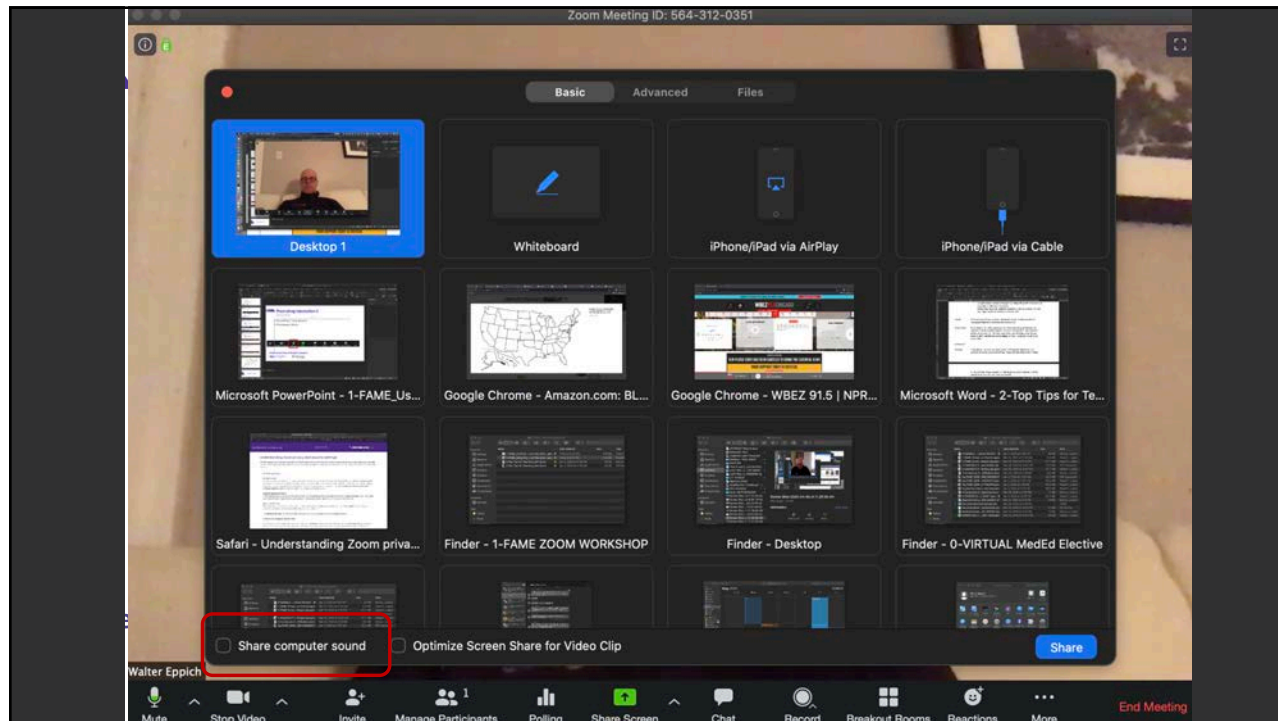 Zoom Meeting ID: 564-312-0351
Basic Advanced Files
Desktop 1
Whiteboard
iPhone/iPad via AirPlay
iPhone/iPad via Cable
Microsoft PowerPoint - 1-FAME_Us...
Google Chrome - Amazon.com: BL...
Google Chrome - WBEZ 91.5 | NPR...
Microsoft Word - 2-Top Tips for Te...
Safari - Understanding Zoom priva...
Finder - 1-FAME ZOOM WORKSHOP
Finder - Desktop
Finder - 0-VIRTUAL MedEd Elective
Share computer sound
Optimize Screen Share for Video Clip
Share
Walter Eppich
1
Mute
Stop Video
Invite
Manage Participants
Polling
Share Screen
Chat
Record
Breakout Rooms
Reactions
More
End Meeting